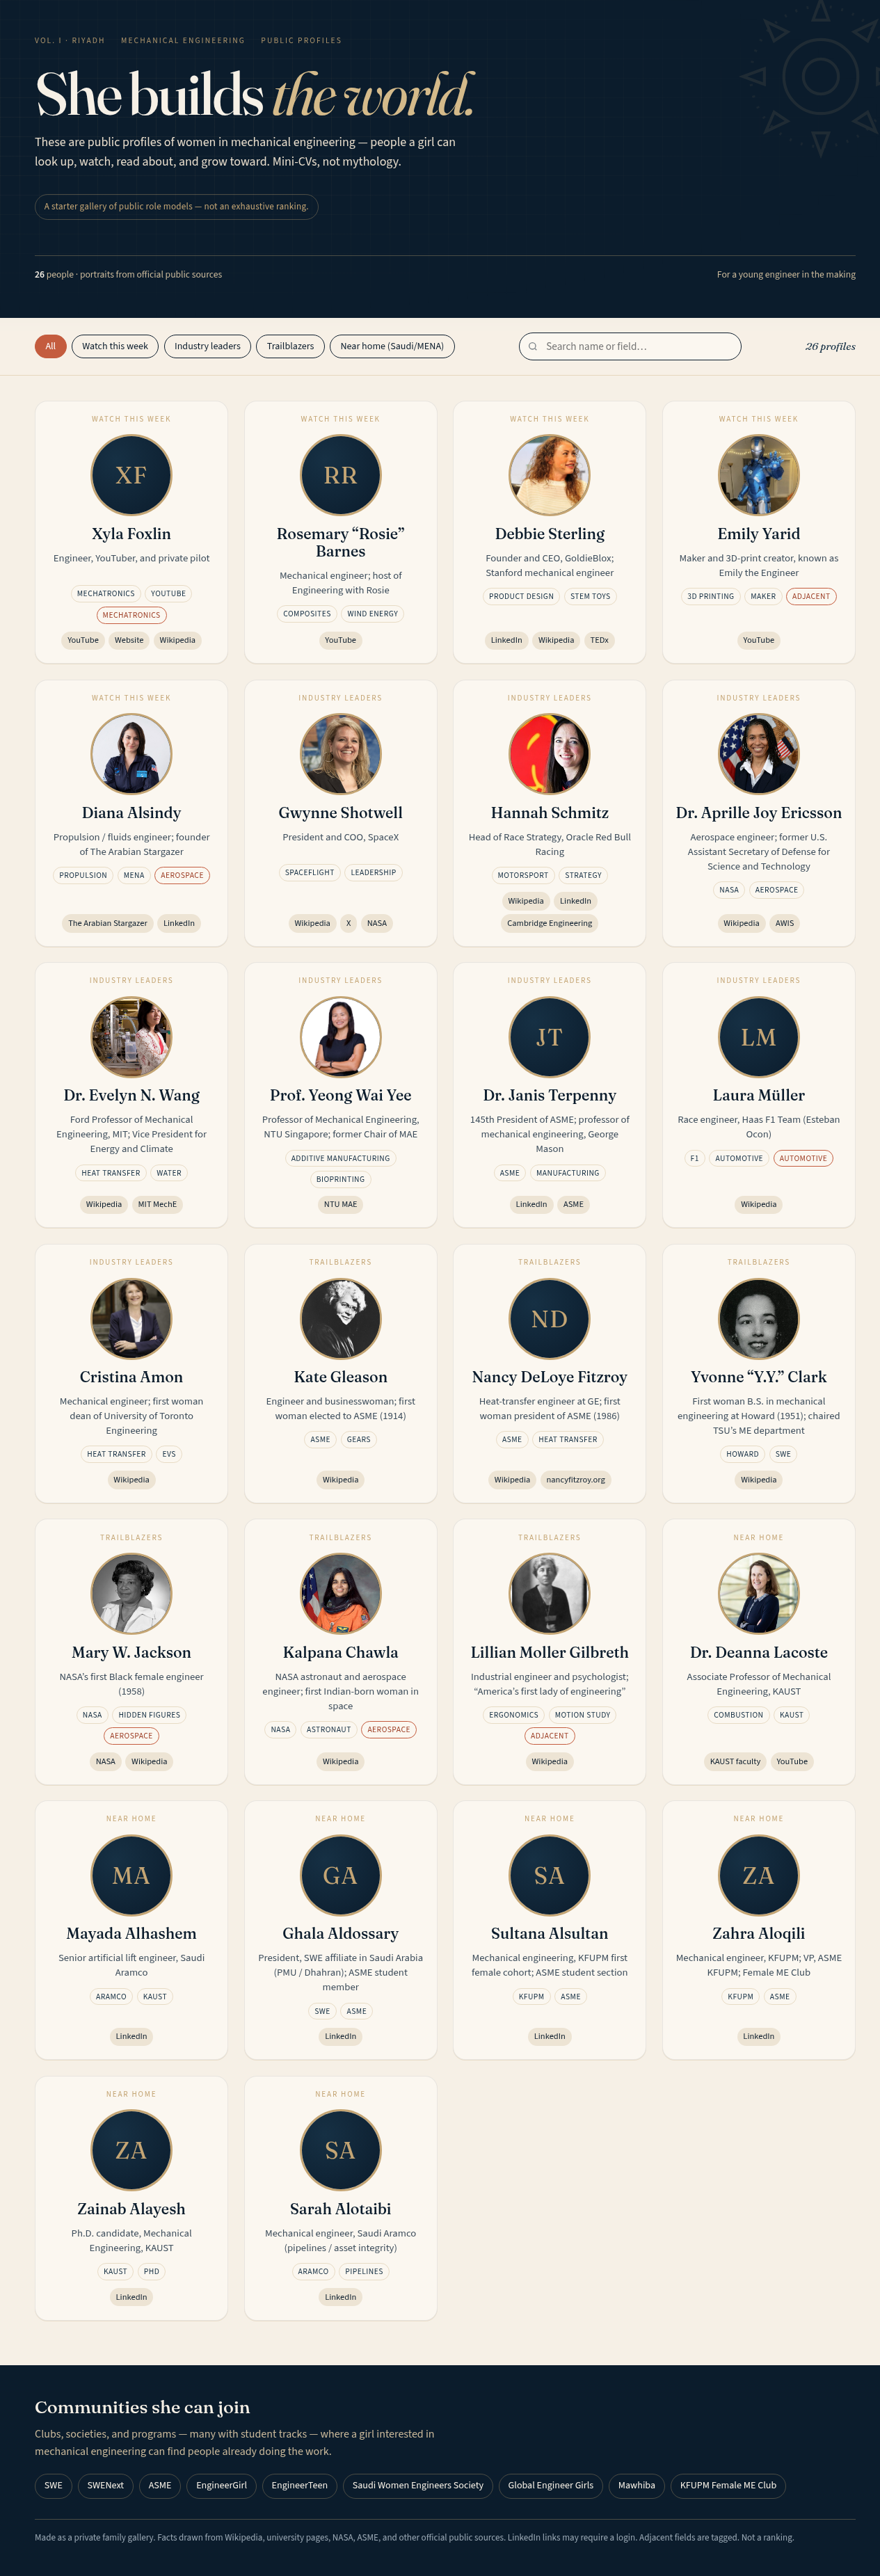 VOL. I · RIYADH MECHANICAL ENGINEERING PUBLIC PROFILES
She builds the world.
These are public profiles of women in mechanical engineering — people a girl can
look up, watch, read about, and grow toward. Mini-CVs, not mythology.
A starter gallery of public role models — not an exhaustive ranking.
26 people · portraits from official public sources
For a young engineer in the making
All Watch this week Industry leaders Trailblazers Near home (Saudi/MENA)
Search name or field…
26 profiles
WATCH THIS WEEK
XF
Xyla Foxlin
Engineer, YouTuber, and private pilot
MECHATRONICS YOUTUBE
MECHATRONICS
YouTube Website Wikipedia
WATCH THIS WEEK
RR
Rosemary “Rosie”
Barnes
Mechanical engineer; host of
Engineering with Rosie
COMPOSITES WIND ENERGY
YouTube
WATCH THIS WEEK
Debbie Sterling
Founder and CEO, GoldieBlox;
Stanford mechanical engineer
PRODUCT DESIGN STEM TOYS
LinkedIn Wikipedia TEDx
WATCH THIS WEEK
Emily Yarid
Maker and 3D-print creator, known as
Emily the Engineer
3D PRINTING MAKER ADJACENT
YouTube
WATCH THIS WEEK
Diana Alsindy
Propulsion / fluids engineer; founder
of The Arabian Stargazer
PROPULSION MENA AEROSPACE
The Arabian Stargazer LinkedIn
INDUSTRY LEADERS
Gwynne Shotwell
President and COO, SpaceX
SPACEFLIGHT LEADERSHIP
Wikipedia X NASA
INDUSTRY LEADERS
Hannah Schmitz
Head of Race Strategy, Oracle Red Bull
Racing
MOTORSPORT STRATEGY
Wikipedia LinkedIn
Cambridge Engineering
INDUSTRY LEADERS
Dr. Aprille Joy Ericsson
Aerospace engineer; former U.S.
Assistant Secretary of Defense for
Science and Technology
NASA AEROSPACE
Wikipedia AWIS
INDUSTRY LEADERS
Dr. Evelyn N. Wang
Ford Professor of Mechanical
Engineering, MIT; Vice President for
Energy and Climate
HEAT TRANSFER WATER
Wikipedia MIT MechE
INDUSTRY LEADERS
Prof. Yeong Wai Yee
Professor of Mechanical Engineering,
NTU Singapore; former Chair of MAE
ADDITIVE MANUFACTURING
BIOPRINTING
NTU MAE
INDUSTRY LEADERS
JT
Dr. Janis Terpenny
145th President of ASME; professor of
mechanical engineering, George
Mason
ASME MANUFACTURING
LinkedIn ASME
INDUSTRY LEADERS
LM
Laura Müller
Race engineer, Haas F1 Team (Esteban
Ocon)
F1 AUTOMOTIVE AUTOMOTIVE
Wikipedia
INDUSTRY LEADERS
Cristina Amon
Mechanical engineer; first woman
dean of University of Toronto
Engineering
HEAT TRANSFER EVS
Wikipedia
TRAILBLAZERS
Kate Gleason
Engineer and businesswoman; first
woman elected to ASME (1914)
ASME GEARS
Wikipedia
TRAILBLAZERS
ND
Nancy DeLoye Fitzroy
Heat-transfer engineer at GE; first
woman president of ASME (1986)
ASME HEAT TRANSFER
Wikipedia nancyfitzroy.org
TRAILBLAZERS
Yvonne “Y.Y.” Clark
First woman B.S. in mechanical
engineering at Howard (1951); chaired
TSU’s ME department
HOWARD SWE
Wikipedia
TRAILBLAZERS
Mary W. Jackson
NASA’s first Black female engineer
(1958)
NASA HIDDEN FIGURES
AEROSPACE
NASA Wikipedia
TRAILBLAZERS
Kalpana Chawla
NASA astronaut and aerospace
engineer; first Indian-born woman in
space
NASA ASTRONAUT AEROSPACE
Wikipedia
TRAILBLAZERS
Lillian Moller Gilbreth
Industrial engineer and psychologist;
“America’s first lady of engineering”
ERGONOMICS MOTION STUDY
ADJACENT
Wikipedia
NEAR HOME
Dr. Deanna Lacoste
Associate Professor of Mechanical
Engineering, KAUST
COMBUSTION KAUST
KAUST faculty YouTube
NEAR HOME
MA
Mayada Alhashem
Senior artificial lift engineer, Saudi
Aramco
ARAMCO KAUST
LinkedIn
NEAR HOME
GA
Ghala Aldossary
President, SWE affiliate in Saudi Arabia
(PMU / Dhahran); ASME student
member
SWE ASME
LinkedIn
NEAR HOME
SA
Sultana Alsultan
Mechanical engineering, KFUPM first
female cohort; ASME student section
KFUPM ASME
LinkedIn
NEAR HOME
ZA
Zahra Aloqili
Mechanical engineer, KFUPM; VP, ASME
KFUPM; Female ME Club
KFUPM ASME
LinkedIn
NEAR HOME
ZA
Zainab Alayesh
Ph.D. candidate, Mechanical
Engineering, KAUST
KAUST PHD
LinkedIn
NEAR HOME
SA
Sarah Alotaibi
Mechanical engineer, Saudi Aramco
(pipelines / asset integrity)
ARAMCO PIPELINES
LinkedIn
Communities she can join
Clubs, societies, and programs — many with student tracks — where a girl interested in
mechanical engineering can find people already doing the work.
SWE SWENext ASME EngineerGirl EngineerTeen Saudi Women Engineers Society Global Engineer Girls Mawhiba KFUPM Female ME Club
Made as a private family gallery. Facts drawn from Wikipedia, university pages, NASA, ASME, and other official public sources. LinkedIn links may require a login. Adjacent fields are tagged. Not a ranking.